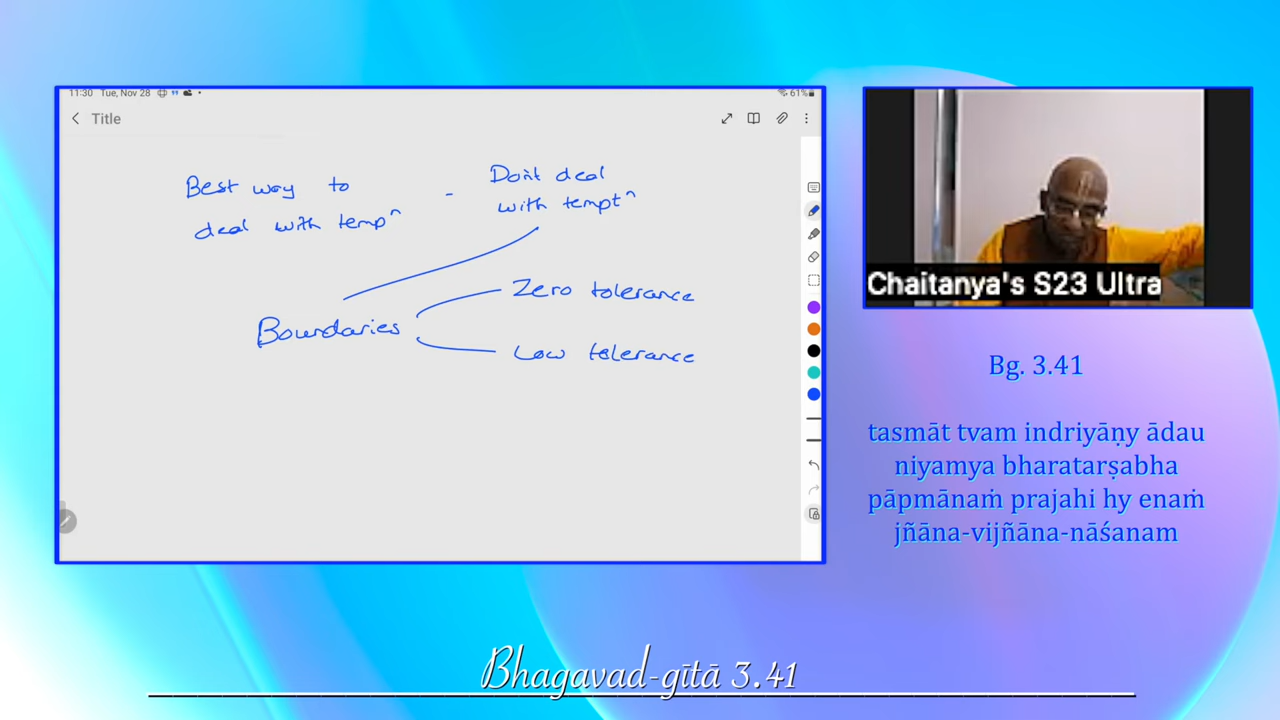 11:30 Tue, Nov 28
61%
Title
Best way to
deal with tempⁿ
-
Don't deal
with temptⁿ
Boundaries
Zero tolerance
Low tolerance
Chaitanya's S23 Ultra
Bg. 3.41
tasmāt tvam indriyāṇy ādau
niyamya bharatarṣabha
pāpmānaṁ prajahi hy enaṁ
jñāna-vijñāna-nāśanam
Bhagavad-gītā 3.41